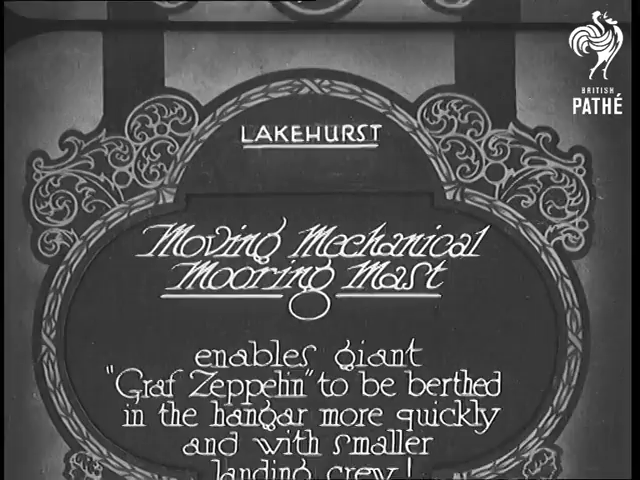 BRITISH
PATHÉ
LAKEHURST
Moving Mechanical
Mooring Mast
enables giant
"Graf Zeppelin" to be berthed
in the hangar more quickly
and with smaller
landing crew!